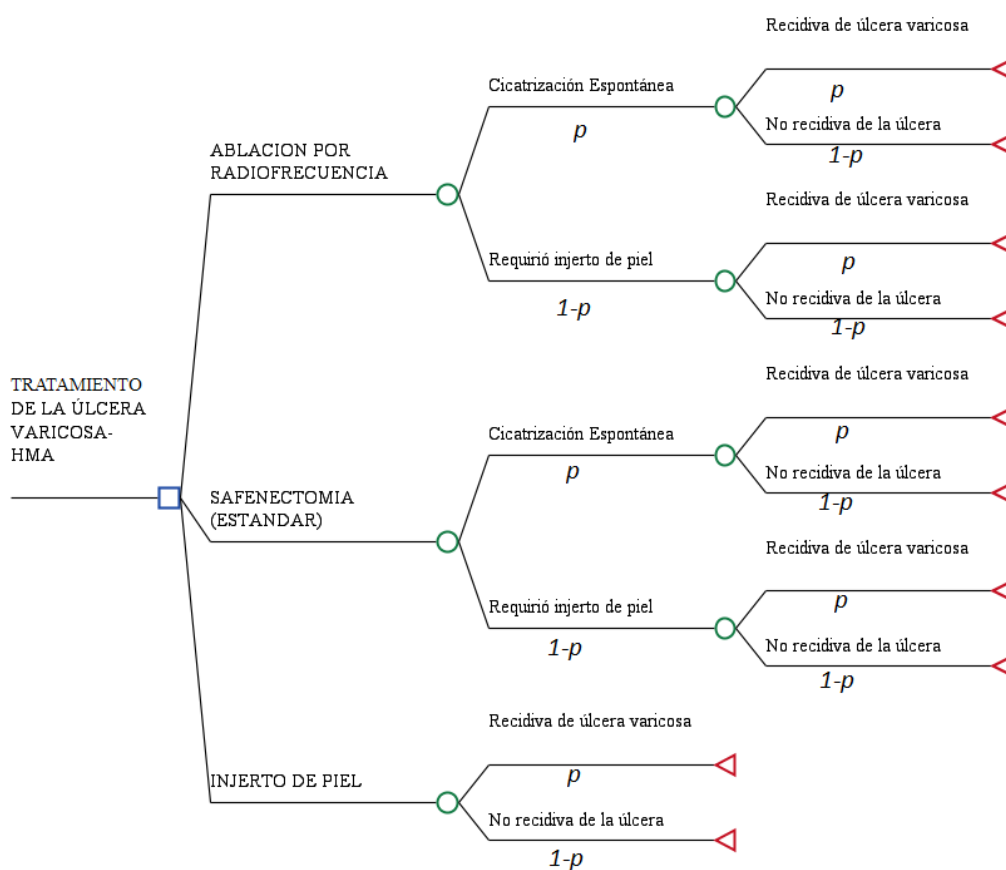 TRATAMIENTO
DE LA ÚLCERA
VARICOSA-
HMA
ABLACION POR
RADIOFRECUENCIA
Cicatrización Espontánea
p
Recidiva de úlcera varicosa
p
No recidiva de la úlcera
1-p
Requirió injerto de piel
1-p
Recidiva de úlcera varicosa
p
No recidiva de la úlcera
1-p
SAFENECTOMIA
(ESTANDAR)
Cicatrización Espontánea
p
Recidiva de úlcera varicosa
p
No recidiva de la úlcera
1-p
Requirió injerto de piel
1-p
Recidiva de úlcera varicosa
p
No recidiva de la úlcera
1-p
INJERTO DE PIEL
Recidiva de úlcera varicosa
p
No recidiva de la úlcera
1-p